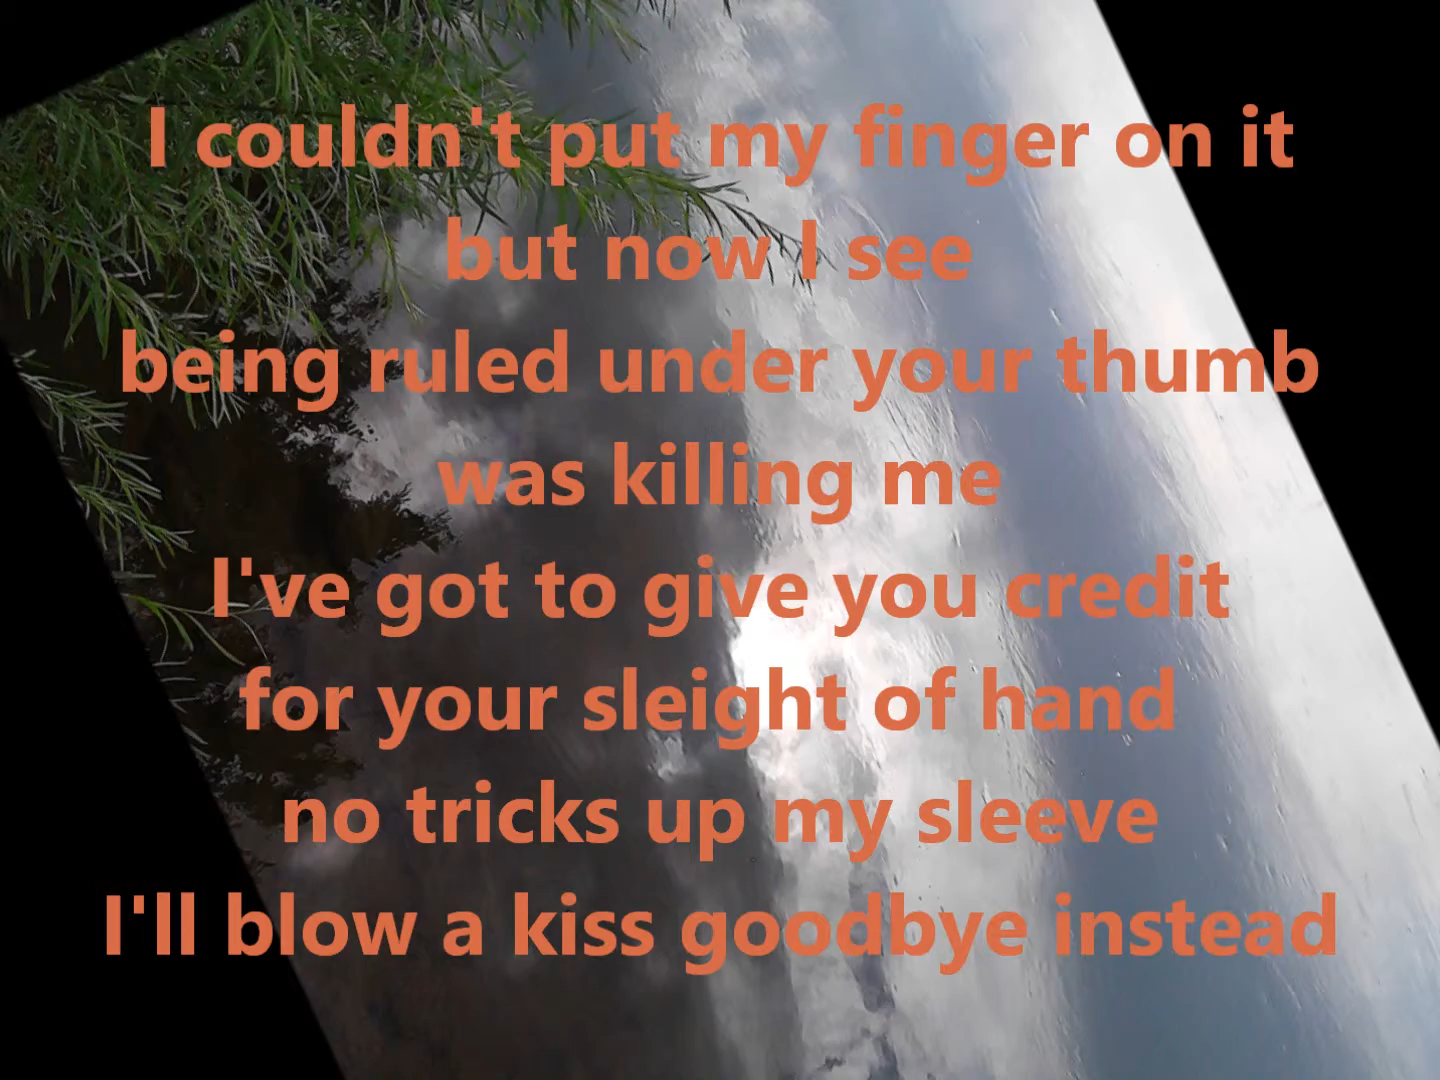 I couldn't put my finger on it
but now I see
being ruled under your thumb
was killing me
I've got to give you credit
for your sleight of hand
no tricks up my sleeve
I'll blow a kiss goodbye instead